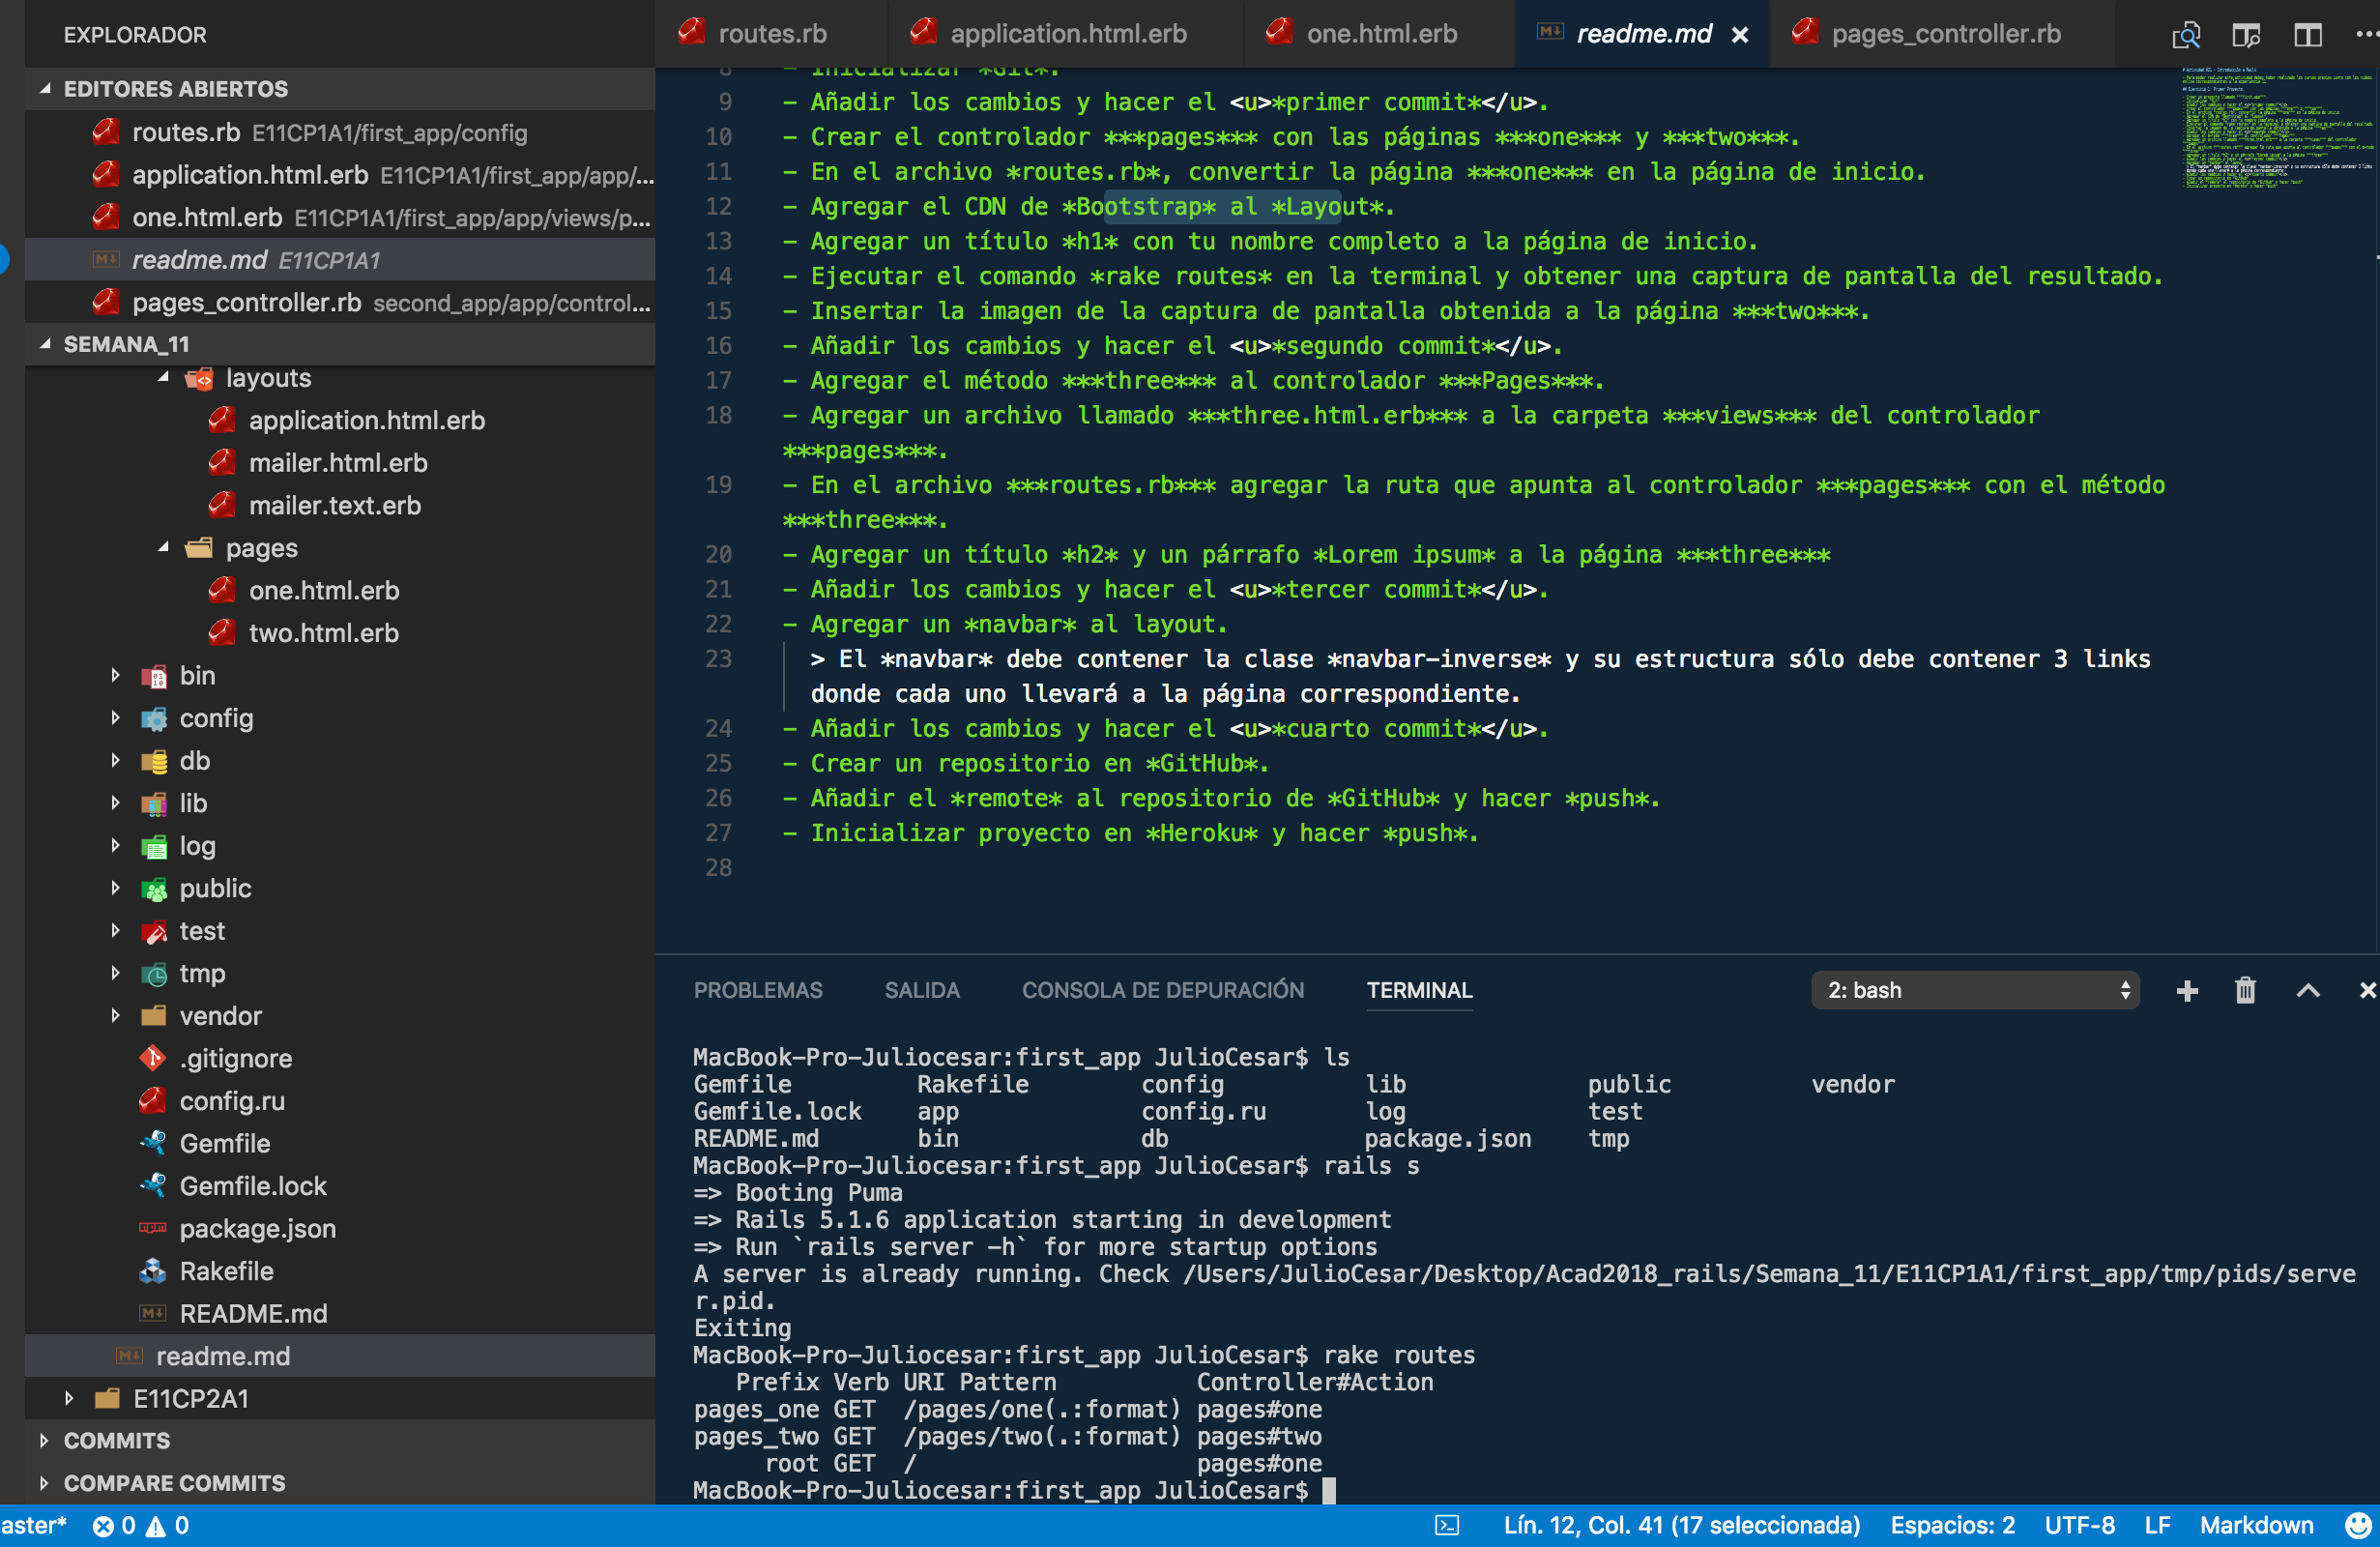 EXPLORADOR
EDITORES ABIERTOS
routes.rb E11CP1A1/first_app/config
application.html.erb E11CP1A1/first_app/app/...
one.html.erb E11CP1A1/first_app/app/views/p...
readme.md E11CP1A1
pages_controller.rb second_app/app/control...
SEMANA_11
layouts
application.html.erb
mailer.html.erb
mailer.text.erb
pages
one.html.erb
two.html.erb
bin
config
db
lib
log
public
test
tmp
vendor
.gitignore
config.ru
Gemfile
Gemfile.lock
package.json
Rakefile
README.md
readme.md
E11CP2A1
COMMITS
COMPARE COMMITS
routes.rb application.html.erb one.html.erb readme.md pages_controller.rb
8 - Inicializar *Git*.
9 - Añadir los cambios y hacer el <u>*primer commit*</u>.
10 - Crear el controlador ***pages*** con las páginas ***one*** y ***two***.
11 - En el archivo *routes.rb*, convertir la página ***one*** en la página de inicio.
12 - Agregar el CDN de *Bootstrap* al *Layout*.
13 - Agregar un título *h1* con tu nombre completo a la página de inicio.
14 - Ejecutar el comando *rake routes* en la terminal y obtener una captura de pantalla del resultado.
15 - Insertar la imagen de la captura de pantalla obtenida a la página ***two***.
16 - Añadir los cambios y hacer el <u>*segundo commit*</u>.
17 - Agregar el método ***three*** al controlador ***Pages***.
18 - Agregar un archivo llamado ***three.html.erb*** a la carpeta ***views*** del controlador
***pages***.
19 - En el archivo ***routes.rb*** agregar la ruta que apunta al controlador ***pages*** con el método
***three***.
20 - Agregar un título *h2* y un párrafo *Lorem ipsum* a la página ***three***
21 - Añadir los cambios y hacer el <u>*tercer commit*</u>.
22 - Agregar un *navbar* al layout.
23 > El *navbar* debe contener la clase *navbar-inverse* y su estructura sólo debe contener 3 links
donde cada uno llevará a la página correspondiente.
24 - Añadir los cambios y hacer el <u>*cuarto commit*</u>.
25 - Crear un repositorio en *GitHub*.
26 - Añadir el *remote* al repositorio de *GitHub* y hacer *push*.
27 - Inicializar proyecto en *Heroku* y hacer *push*.
28
PROBLEMAS SALIDA CONSOLA DE DEPURACIÓN TERMINAL 2: bash
MacBook-Pro-Juliocesar:first_app JulioCesar$ ls
Gemfile Rakefile config lib public vendor
Gemfile.lock app config.ru log test
README.md bin db package.json tmp
MacBook-Pro-Juliocesar:first_app JulioCesar$ rails s
=> Booting Puma
=> Rails 5.1.6 application starting in development
=> Run `rails server -h` for more startup options
A server is already running. Check /Users/JulioCesar/Desktop/Acad2018_rails/Semana_11/E11CP1A1/first_app/tmp/pids/serve
r.pid.
Exiting
MacBook-Pro-Juliocesar:first_app JulioCesar$ rake routes
Prefix Verb URI Pattern Controller#Action
pages_one GET /pages/one(.:format) pages#one
pages_two GET /pages/two(.:format) pages#two
root GET / pages#one
MacBook-Pro-Juliocesar:first_app JulioCesar$
aster* 0 0 Lín. 12, Col. 41 (17 seleccionada) Espacios: 2 UTF-8 LF Markdown